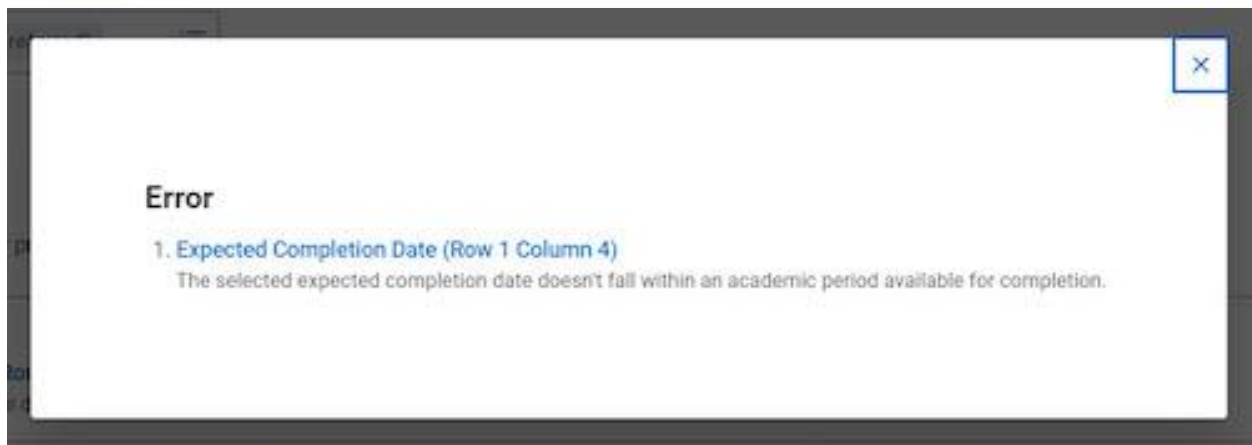 Error
1. Expected Completion Date (Row 1 Column 4)
The selected expected completion date doesn't fall within an academic period available for completion.